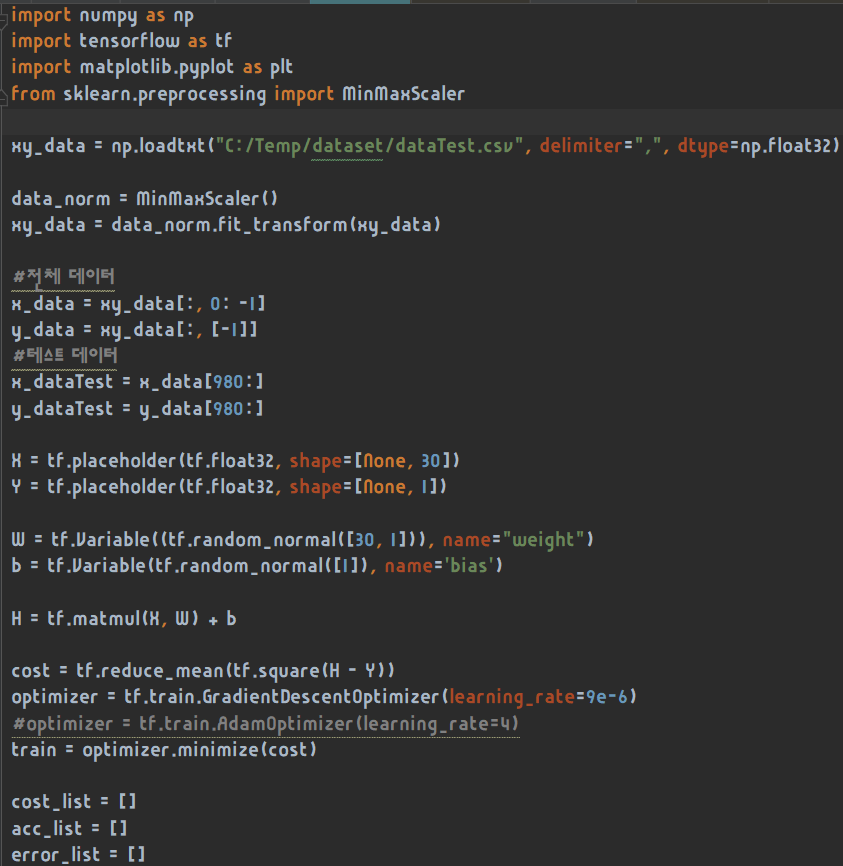 import numpy as np
import tensorflow as tf
import matplotlib.pyplot as plt
from sklearn.preprocessing import MinMaxScaler
xy_data = np.loadtxt("C:/Temp/dataset/dataTest.csv", delimiter=",", dtype=np.float32)
data_norm = MinMaxScaler()
xy_data = data_norm.fit_transform(xy_data)
#전체 데이터
x_data = xy_data[:, 0: -1]
y_data = xy_data[:, [-1]]
#테스트 데이터
x_dataTest = x_data[980:]
y_dataTest = y_data[980:]
X = tf.placeholder(tf.float32, shape=[None, 30])
Y = tf.placeholder(tf.float32, shape=[None, 1])
W = tf.Variable((tf.random_normal([30, 1])), name="weight")
b = tf.Variable(tf.random_normal([1]), name='bias')
H = tf.matmul(X, W) + b
cost = tf.reduce_mean(tf.square(H - Y))
optimizer = tf.train.GradientDescentOptimizer(learning_rate=9e-6)
#optimizer = tf.train.AdamOptimizer(learning_rate=4)
train = optimizer.minimize(cost)
cost_list = []
acc_list = []
error_list = []